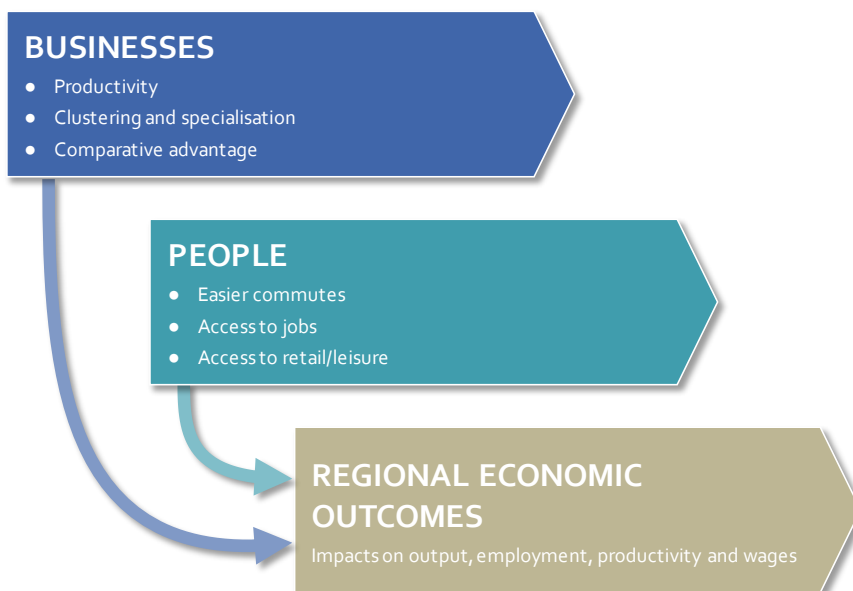 BUSINESSES
● Productivity
● Clustering and specialisation
● Comparative advantage
PEOPLE
● Easier commutes
● Access to jobs
● Access to retail/leisure
REGIONAL ECONOMIC
OUTCOMES
Impacts on output, employment, productivity and wages